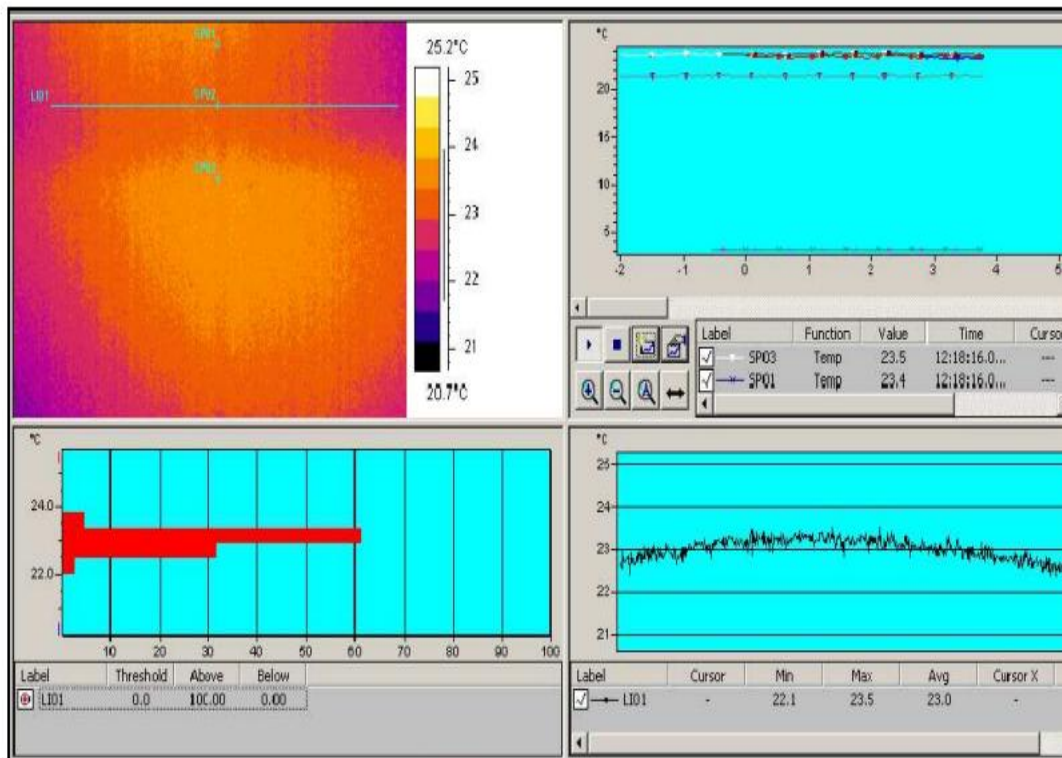 SP01
LI01
SP02
SP03
25.2°C
25
24
23
22
21
20.7°C
°C
20
15
10
5
-2 -1 0 1 2 3 4 5
Label Function Value Time Cursor
SP03 Temp 23.5 12:18:16.0... ---
SP01 Temp 23.4 12:18:16.0... ---
°C
24.0
22.0
10 20 30 40 50 60 70 80 90 100
Label Threshold Above Below
LI01 0.0 100.00 0.00
°C
25
24
23
22
21
Label Cursor Min Max Avg Cursor X
LI01 - 22.1 23.5 23.0 -